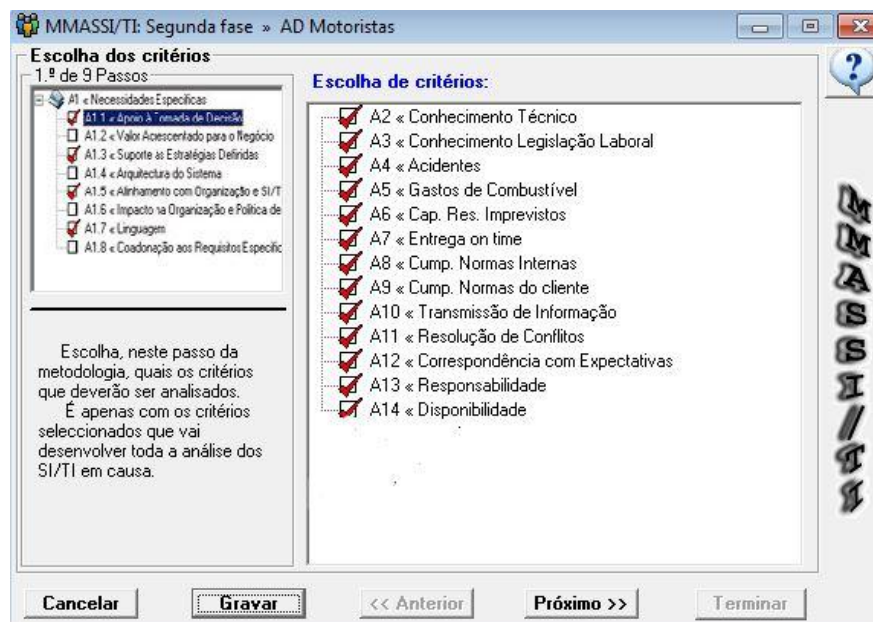 MMASSI/TI: Segunda fase » AD Motoristas
Escolha dos critérios
1.º de 9 Passos
A1 « Necessidades Especificas
A1.1 « Apoio à Tomada de Decisão
A1.2 « Valor Acrescentado para o Negócio
A1.3 « Suporte as Estratégias Definidas
A1.4 « Arquitectura do Sistema
A1.5 « Alinhamento com Organização e SI/T
A1.6 « Impacto na Organização e Politica de
A1.7 « Linguagem
A1.8 « Coadonação aos Requisitos Especific
Escolha, neste passo da
metodologia, quais os critérios
que deverão ser analisados.
É apenas com os critérios
seleccionados que vai
desenvolver toda a análise dos
SI/TI em causa.
Escolha de critérios:
A2 « Conhecimento Técnico
A3 « Conhecimento Legislação Laboral
A4 « Acidentes
A5 « Gastos de Combustível
A6 « Cap. Res. Imprevistos
A7 « Entrega on time
A8 « Cump. Normas Internas
A9 « Cump. Normas do cliente
A10 « Transmissão de Informação
A11 « Resolução de Conflitos
A12 « Correspondência com Expectativas
A13 « Responsabilidade
A14 « Disponibilidade
?
MMASSI/TI
Cancelar
Gravar
<< Anterior
Próximo >>
Terminar